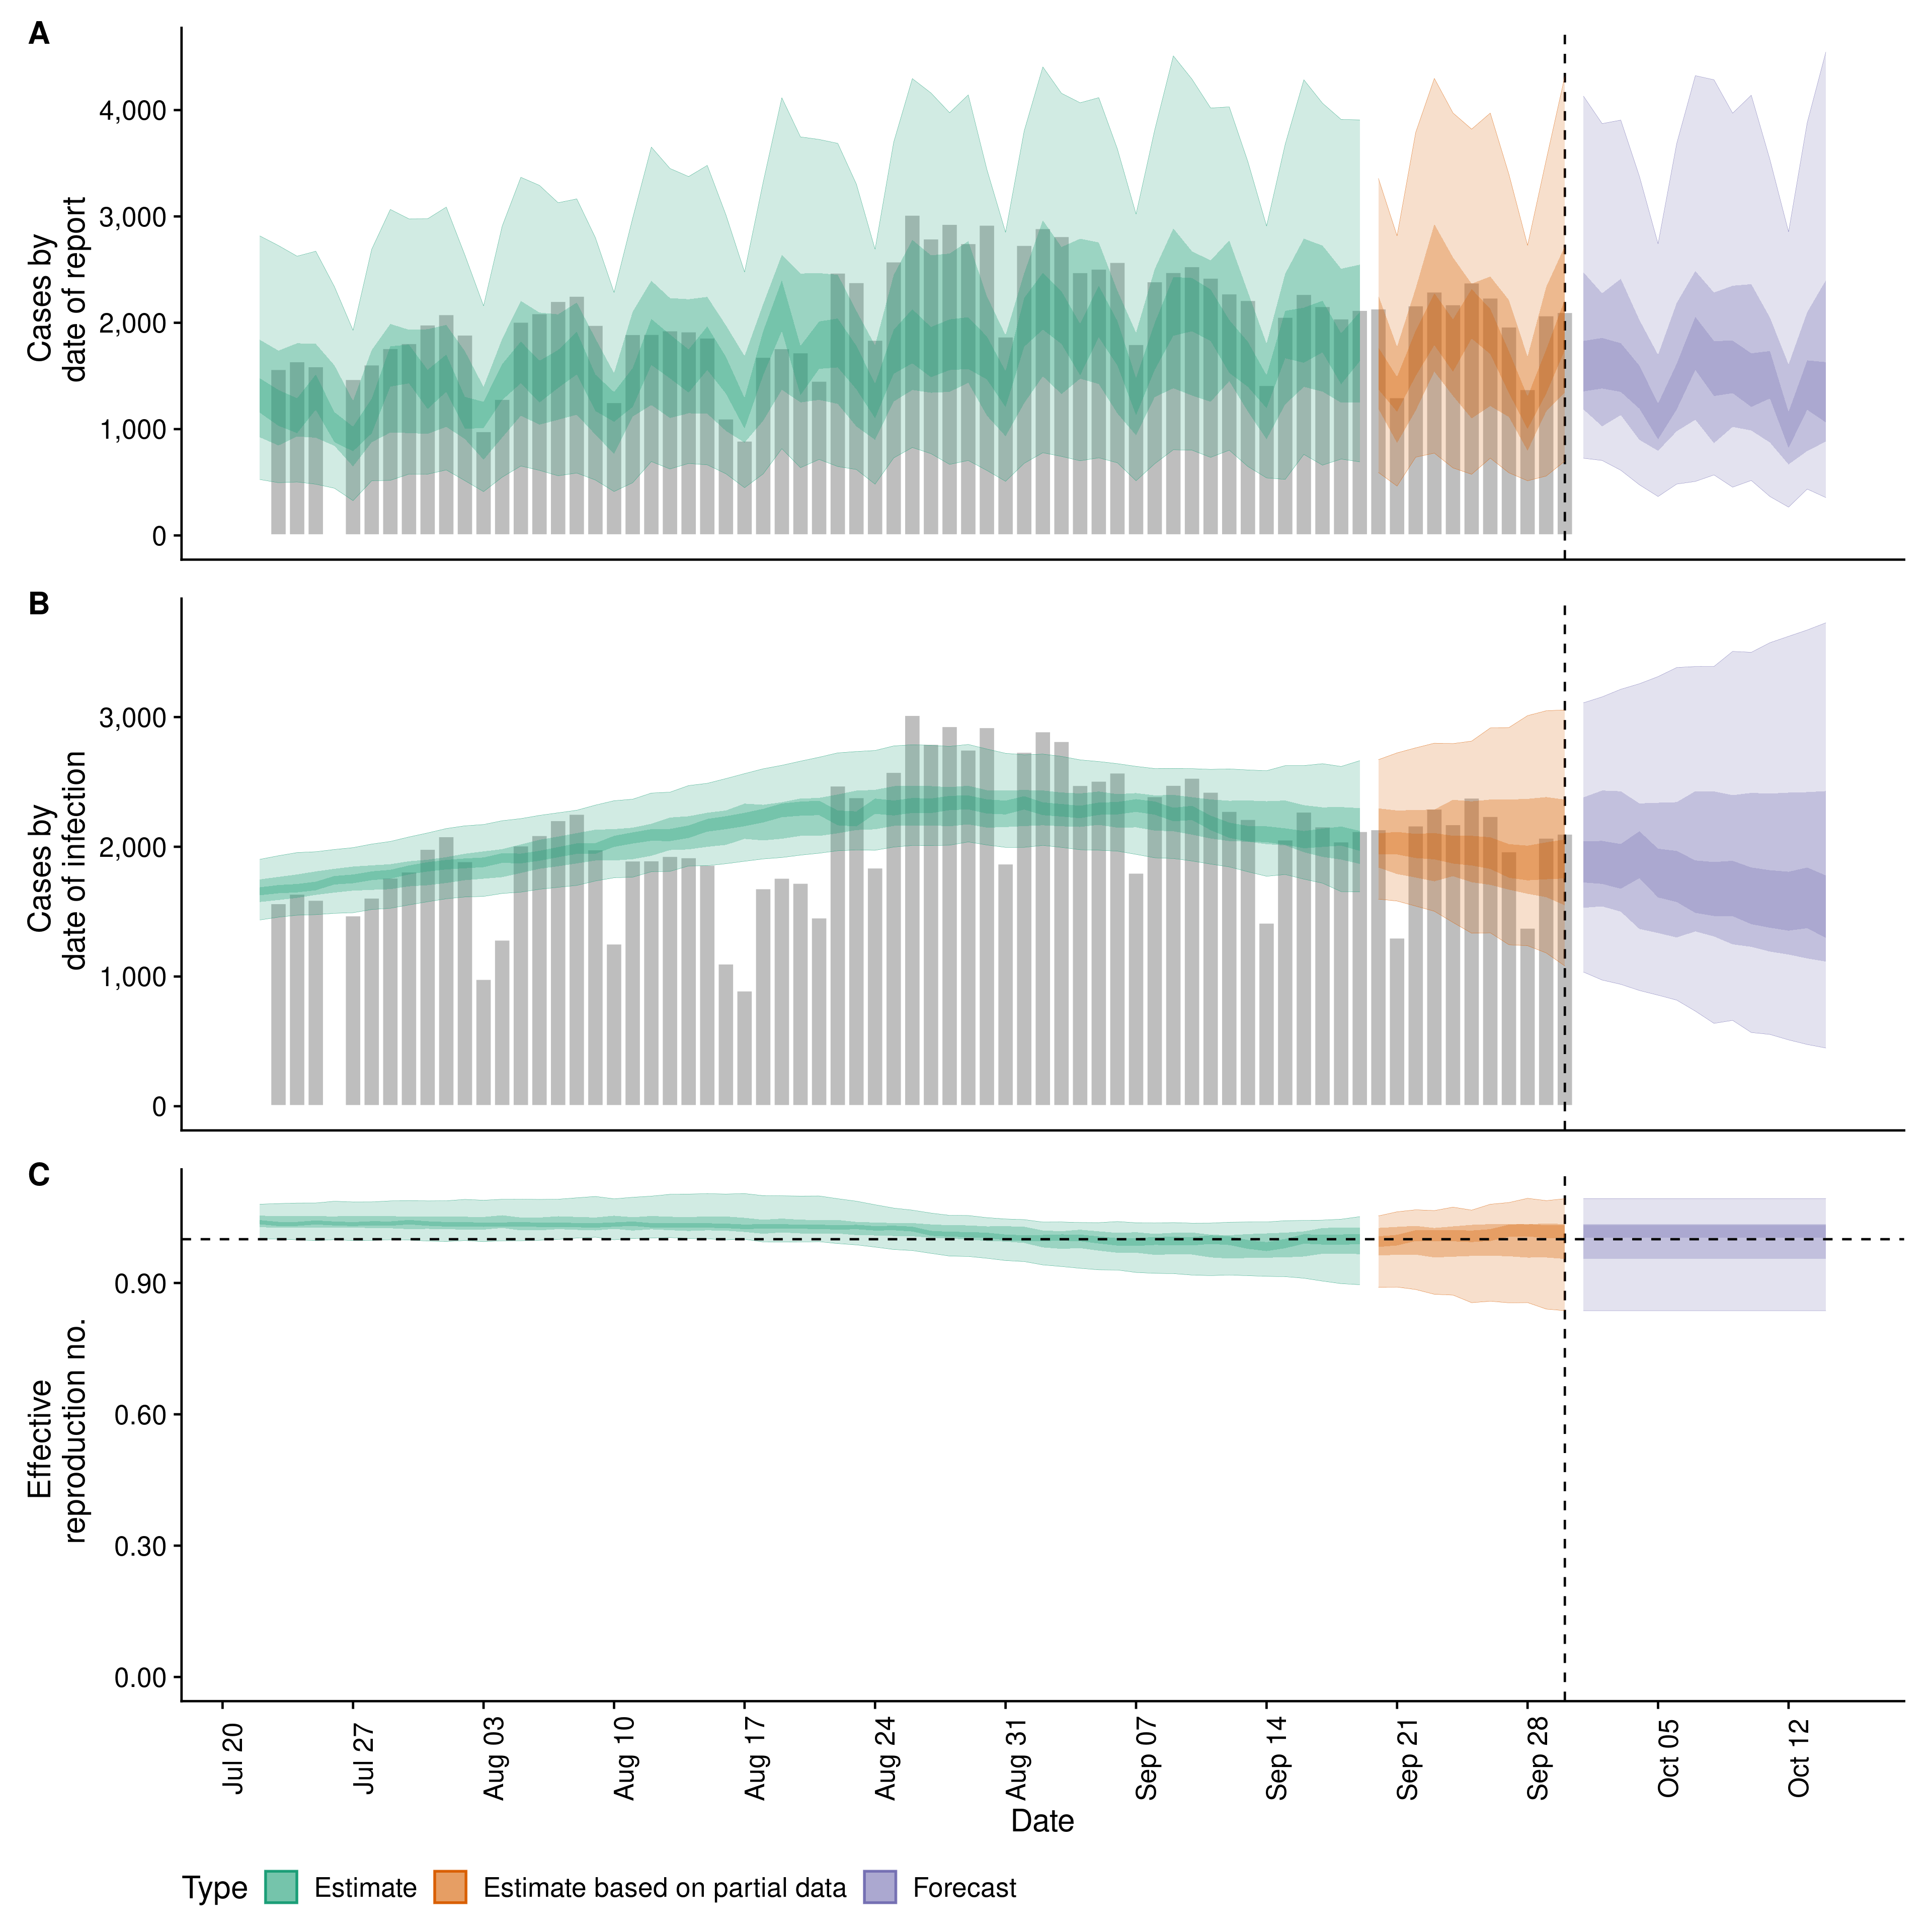 A
4,000
3,000
2,000
1,000
0
Cases by
date of report
B
3,000
2,000
1,000
0
Cases by
date of infection
C
0.90
0.60
0.30
0.00
Effective
reproduction no.
Jul 20
Jul 27
Aug 03
Aug 10
Aug 17
Aug 24
Aug 31
Sep 07
Sep 14
Sep 21
Sep 28
Oct 05
Oct 12
Date
Type Estimate Estimate based on partial data Forecast